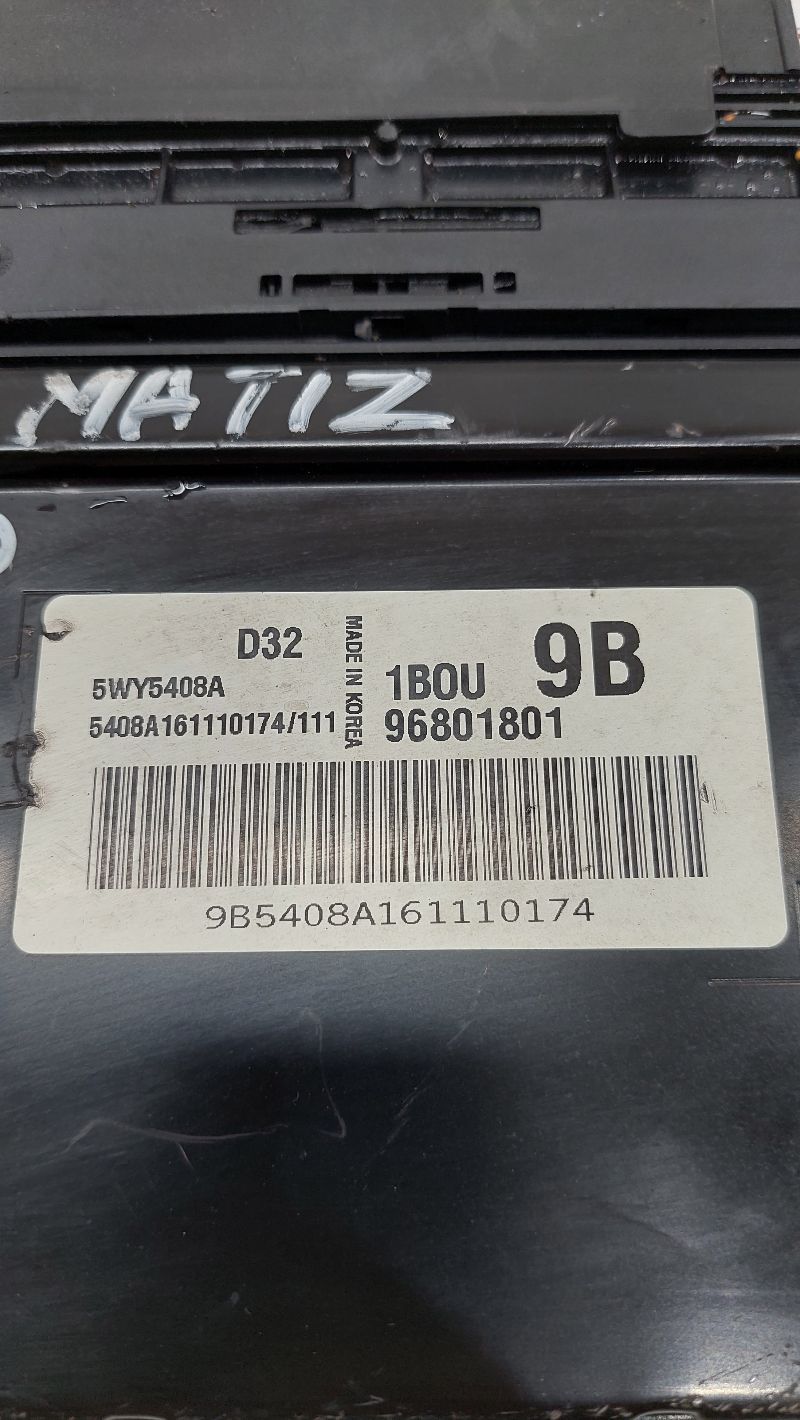 MATIZ
D32
5WY5408A
5408A161110174/111
MADE IN KOREA
1BOU
9B
96801801
9B5408A161110174